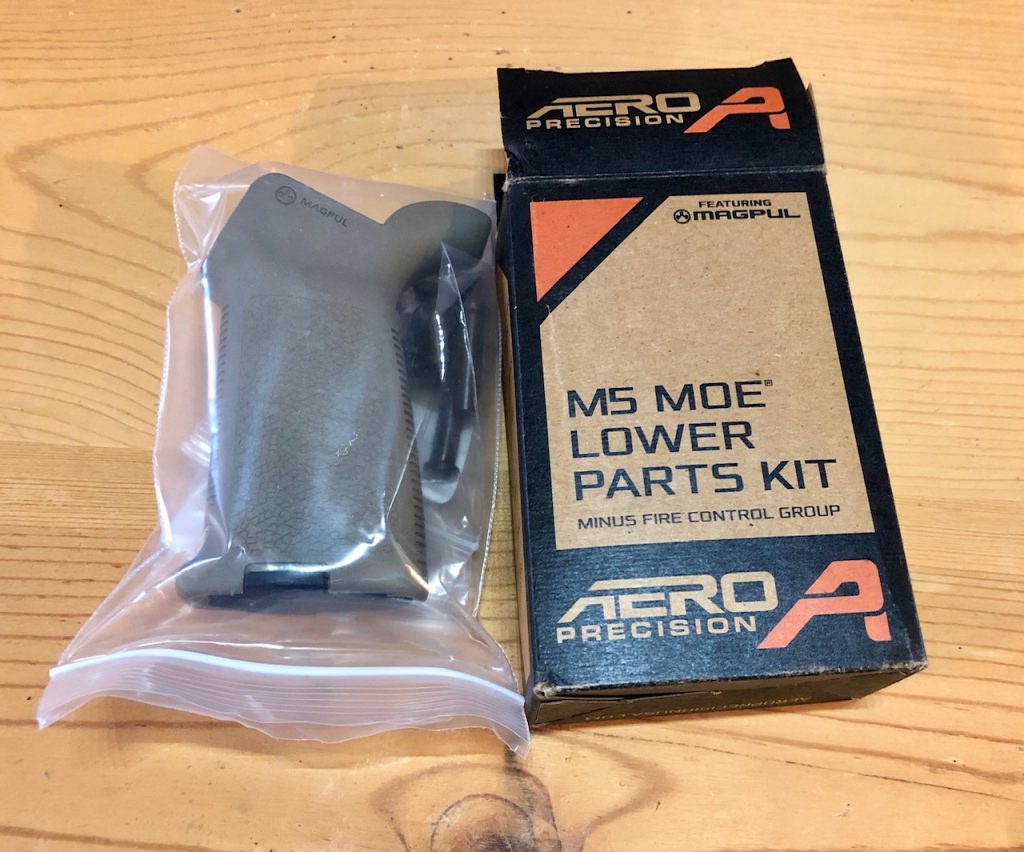 AERO
PRECISION
MAGPUL
FEATURING
MAGPUL
M5 MOE®
LOWER
PARTS KIT
MINUS FIRE CONTROL GROUP
AERO
PRECISION